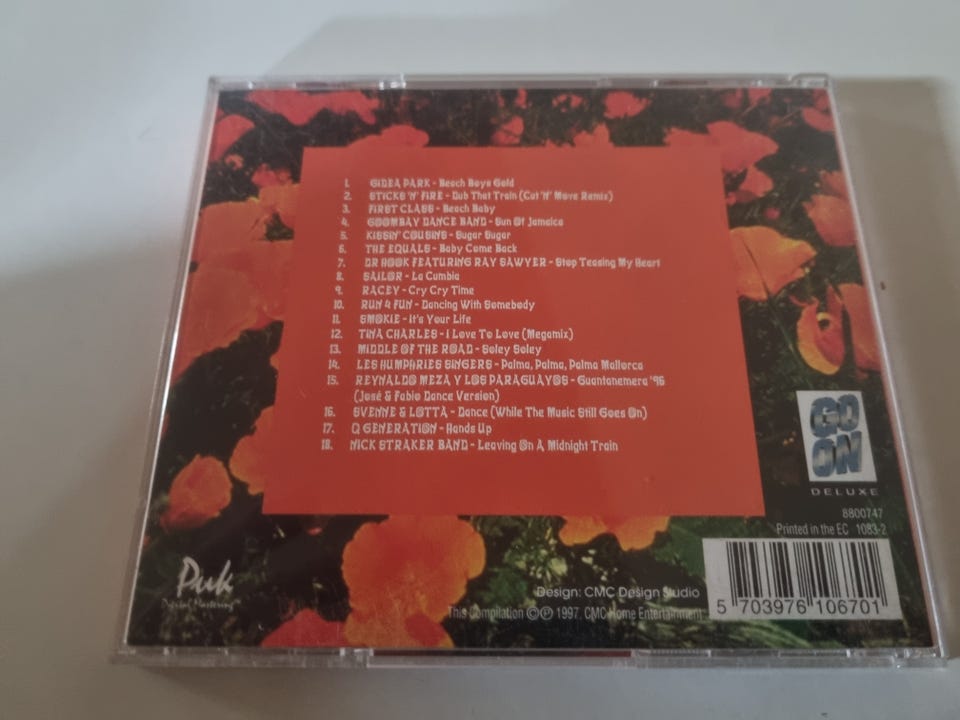 1. GIDEA PARK - Beach Boys Gold
2. STICKS 'N' FIRE - Dub That Train (Cut 'N' Move Remix)
3. FIRST CLASS - Beach Baby
4. GOOMBAY DANCE BAND - Sun Of Jamaica
5. KISSIN' COUSINS - Sugar Sugar
6. THE EQUALS - Baby Come Back
7. DR HOOK FEATURING RAY SAWYER - Stop Teasing My Heart
8. SAILOR - La Cumbia
9. RACEY - Cry Cry Time
10. RUN 4 FUN - Dancing With Somebody
11. SMOKIE - It's Your Life
12. TINA CHARLES - I Love To Love (Megamix)
13. MIDDLE OF THE ROAD - Soley Soley
14. LES HUMPHRIES SINGERS - Palma, Palma, Palma Mallorca
15. REYNALDO MEZA Y LOS PARAGUAYOS - Guantanemera '96
(José & Fabio Dance Version)
16. SVENNE & LOTTA - Dance (While The Music Still Goes On)
17. Q GENERATION - Hands Up
18. NICK STRAKER BAND - Leaving On A Midnight Train
GO
ON
DELUXE
8800747
Printed in the EC 1083-2
Puk
Digital Mastering
Design: CMC Design Studio
This Compilation ©℗ 1997. CMC Home Entertainment
5 703976 106701